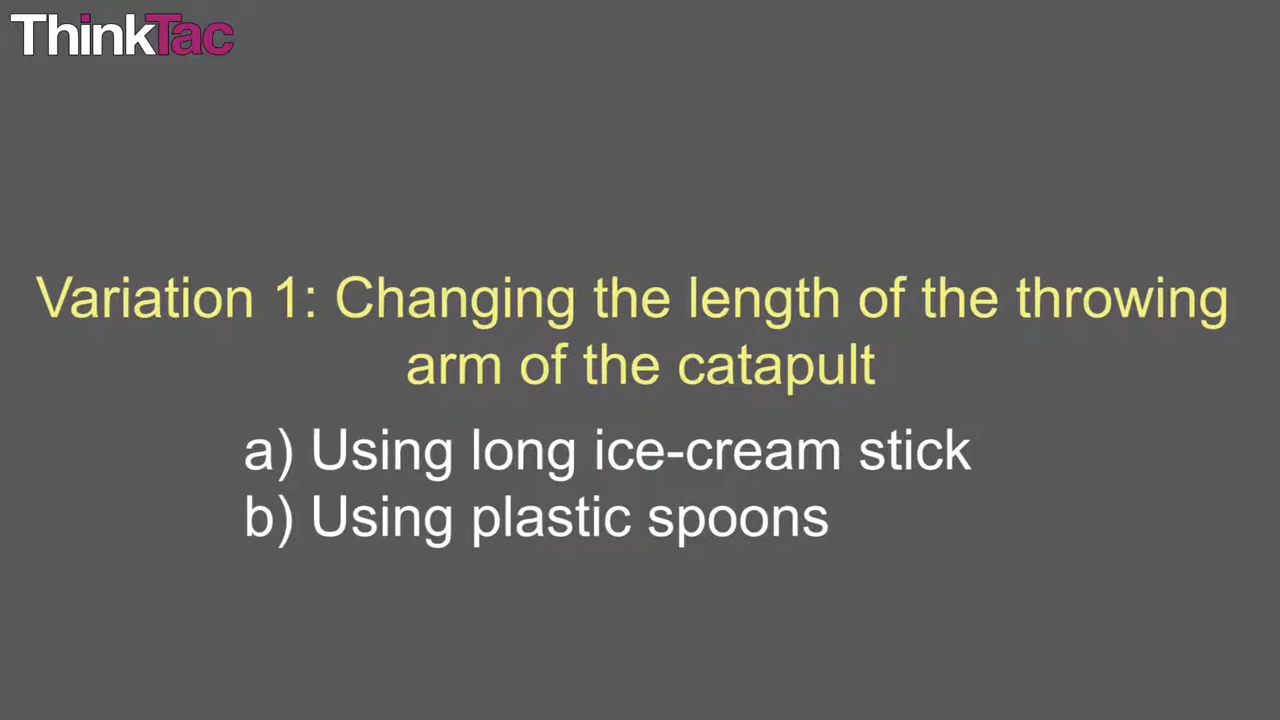 ThinkTac
Variation 1: Changing the length of the throwing
arm of the catapult
a) Using long ice-cream stick
b) Using plastic spoons